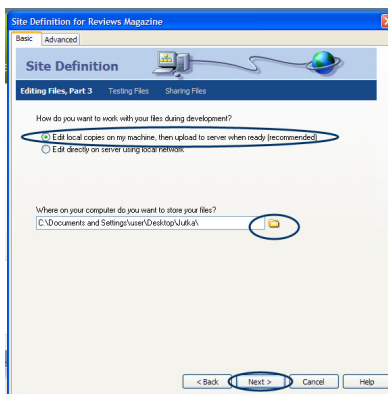 Site Definition for Reviews Magazine
Basic Advanced
Site Definition
Editing Files, Part 3 Testing Files Sharing Files
How do you want to work with your files during development?
Edit local copies on my machine, then upload to server when ready (recommended)
Edit directly on server using local network
Where on your computer do you want to store your files?
C:\Documents and Settings\user\Desktop\Jutka\
< Back Next > Cancel Help